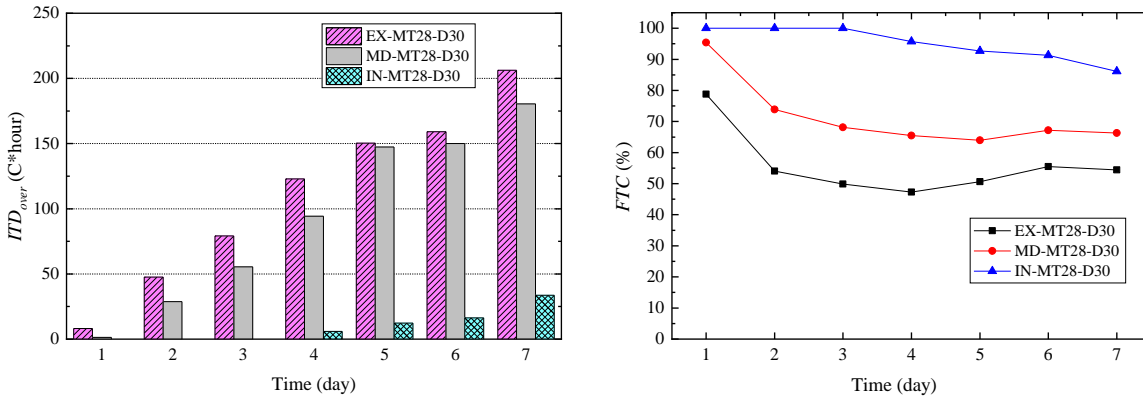 EX-MT28-D30
MD-MT28-D30
IN-MT28-D30
250
200
150
100
50
0
ITD_over (C*hour)
1 2 3 4 5 6 7
Time (day)
100
90
80
70
60
50
40
30
20
10
0
FTC (%)
EX-MT28-D30
MD-MT28-D30
IN-MT28-D30
1 2 3 4 5 6 7
Time (day)